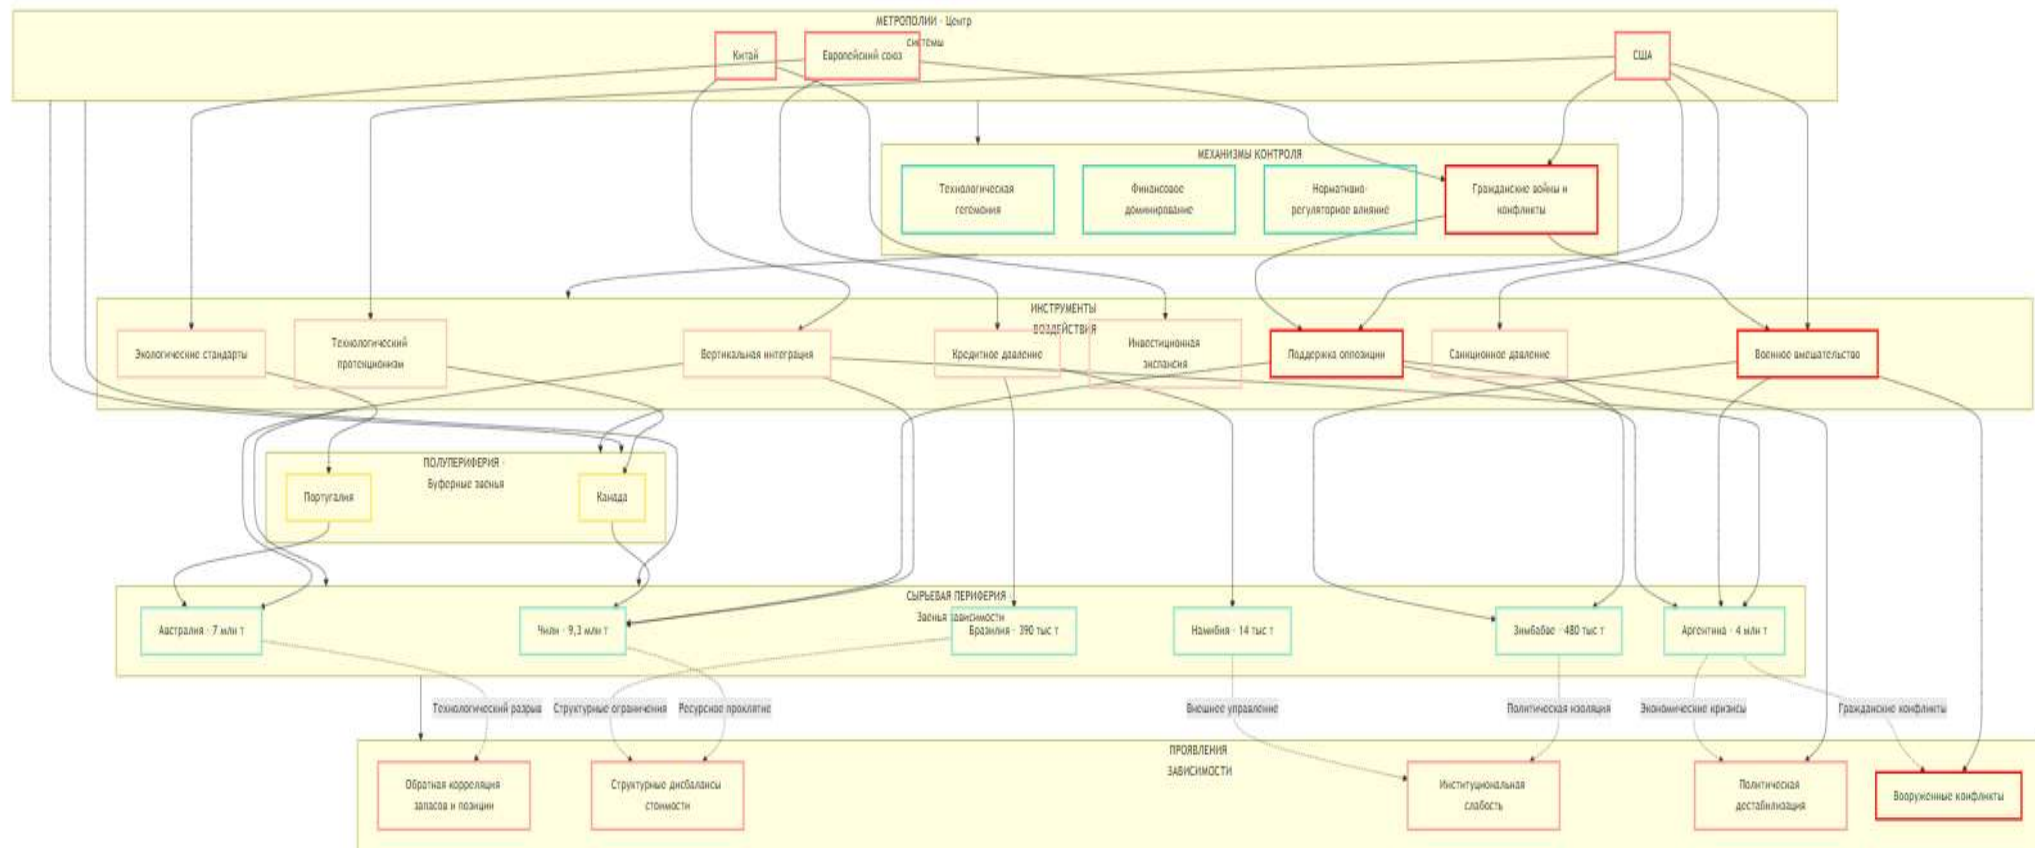 МЕТРОПОЛИИ - Центр
системы
Китай
Европейский союз
США
МЕХАНИЗМЫ КОНТРОЛЯ
Технологическая
гегемония
Финансовое
доминирование
Нормативно-
регуляторное влияние
Гражданские войны и
конфликты
ИНСТРУМЕНТЫ
ВОЗДЕЙСТВИЯ
Экологические стандарты
Технологический
протекционизм
Вертикальная интеграция
Кредитное давление
Инвестиционная
экспансия
Поддержка оппозиции
Санкционное давление
Военное вмешательство
ПОЛУПЕРИФЕРИЯ -
Буферные звенья
Португалия
Канада
СЫРЬЕВАЯ ПЕРИФЕРИЯ -
Звенья зависимости
Австралия - 7 млн т
Чили - 9,3 млн т
Бразилия - 390 тыс т
Намибия - 14 тыс т
Зимбабве - 480 тыс т
Аргентина - 4 млн т
Технологический разрыв
Структурные ограничения
Ресурсное проклятие
Внешнее управление
Политическая изоляция
Экономические кризисы
Гражданские конфликты
ПРОЯВЛЕНИЯ
ЗАВИСИМОСТИ
Обратная корреляция
запасов и позиции
Структурные дисбалансы
стоимости
Институциональная
слабость
Политическая
дестабилизация
Вооруженные конфликты